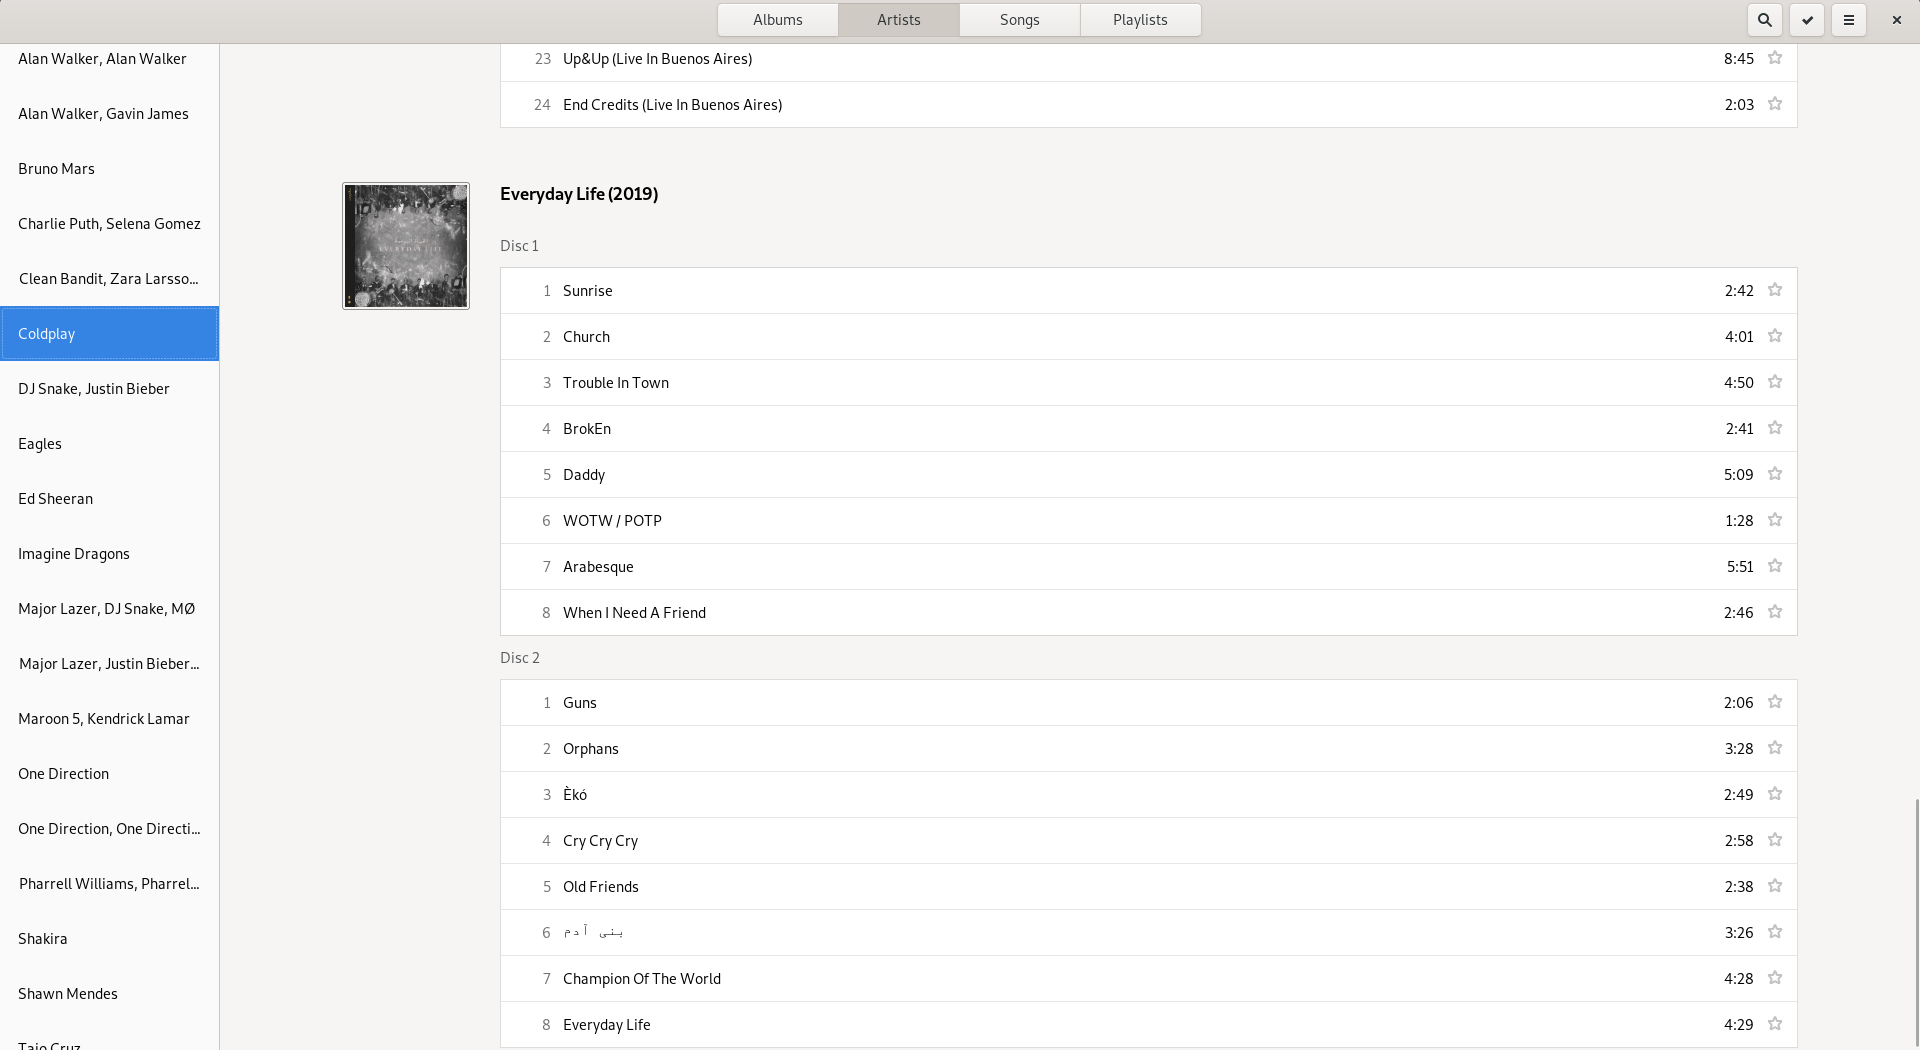 Albums
Artists
Songs
Playlists
Alan Walker, Alan Walker
Alan Walker, Gavin James
Bruno Mars
Charlie Puth, Selena Gomez
Clean Bandit, Zara Larsso...
Coldplay
DJ Snake, Justin Bieber
Eagles
Ed Sheeran
Imagine Dragons
Major Lazer, DJ Snake, MØ
Major Lazer, Justin Bieber...
Maroon 5, Kendrick Lamar
One Direction
One Direction, One Directi...
Pharrell Williams, Pharrel...
Shakira
Shawn Mendes
Taio Cruz
23 Up&Up (Live In Buenos Aires) 8:45
24 End Credits (Live In Buenos Aires) 2:03
EVERYDAY LIFE
Everyday Life (2019)
Disc 1
1 Sunrise 2:42
2 Church 4:01
3 Trouble In Town 4:50
4 BrokEn 2:41
5 Daddy 5:09
6 WOTW / POTP 1:28
7 Arabesque 5:51
8 When I Need A Friend 2:46
Disc 2
1 Guns 2:06
2 Orphans 3:28
3 Èkó 2:49
4 Cry Cry Cry 2:58
5 Old Friends 2:38
6 بنی آدم 3:26
7 Champion Of The World 4:28
8 Everyday Life 4:29